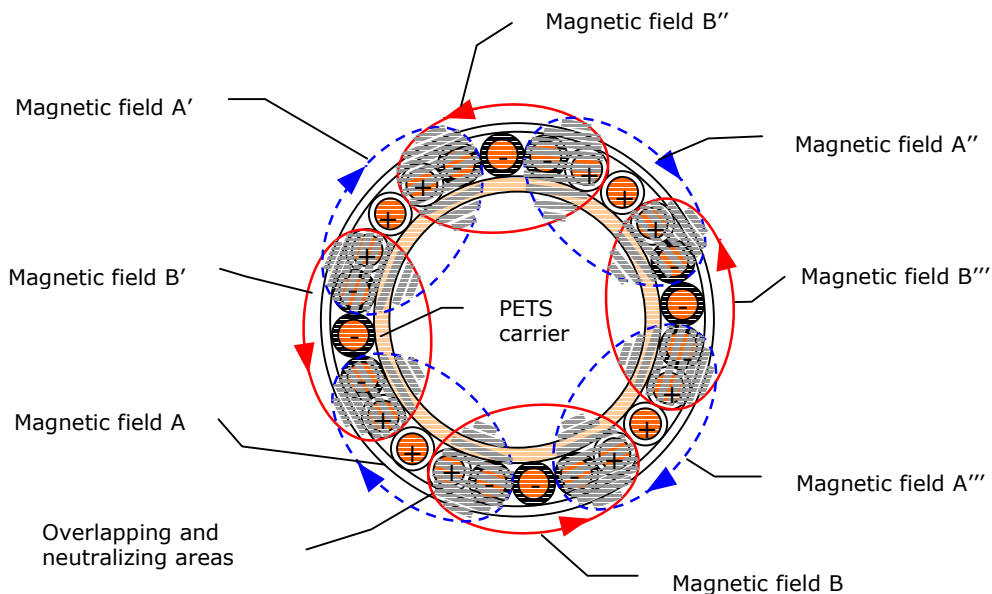 Magnetic field B′′
Magnetic field A′
Magnetic field A′′
Magnetic field B′
PETS
carrier
Magnetic field B′′′
Magnetic field A
Magnetic field A′′′
Overlapping and
neutralizing areas
Magnetic field B